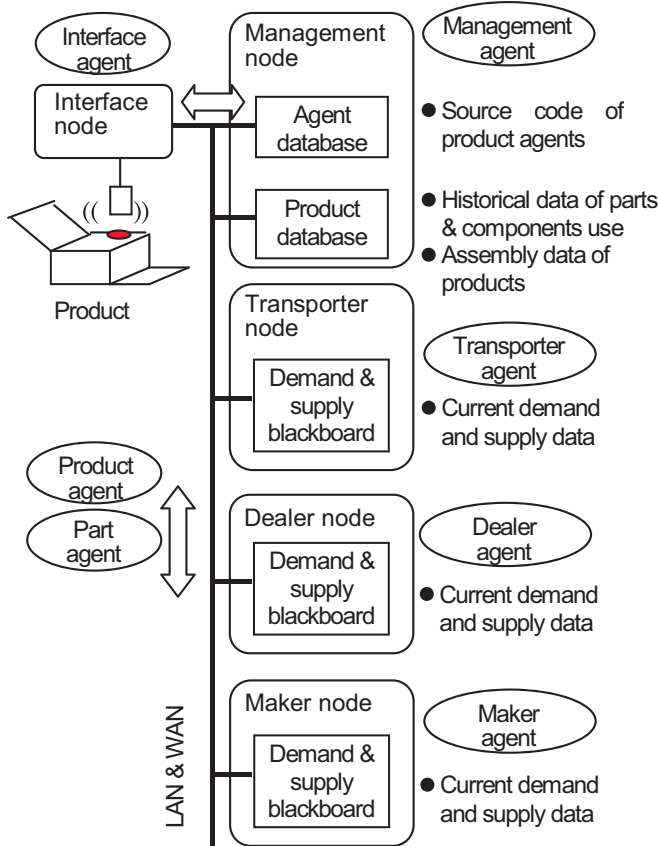 Interface
agent
Interface
node
Product
Management
node
Agent
database
Product
database
Management
agent
● Source code of
product agents
● Historical data of parts
& components use
● Assembly data of
products
Transporter
node
Demand &
supply
blackboard
Transporter
agent
● Current demand
and supply data
Product
agent
Part
agent
Dealer node
Demand &
supply
blackboard
Dealer
agent
● Current demand
and supply data
LAN & WAN
Maker node
Demand &
supply
blackboard
Maker
agent
● Current demand
and supply data